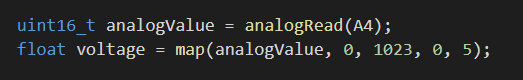 uint16_t analogValue = analogRead(A4);
float voltage = map(analogValue, 0, 1023, 0, 5);